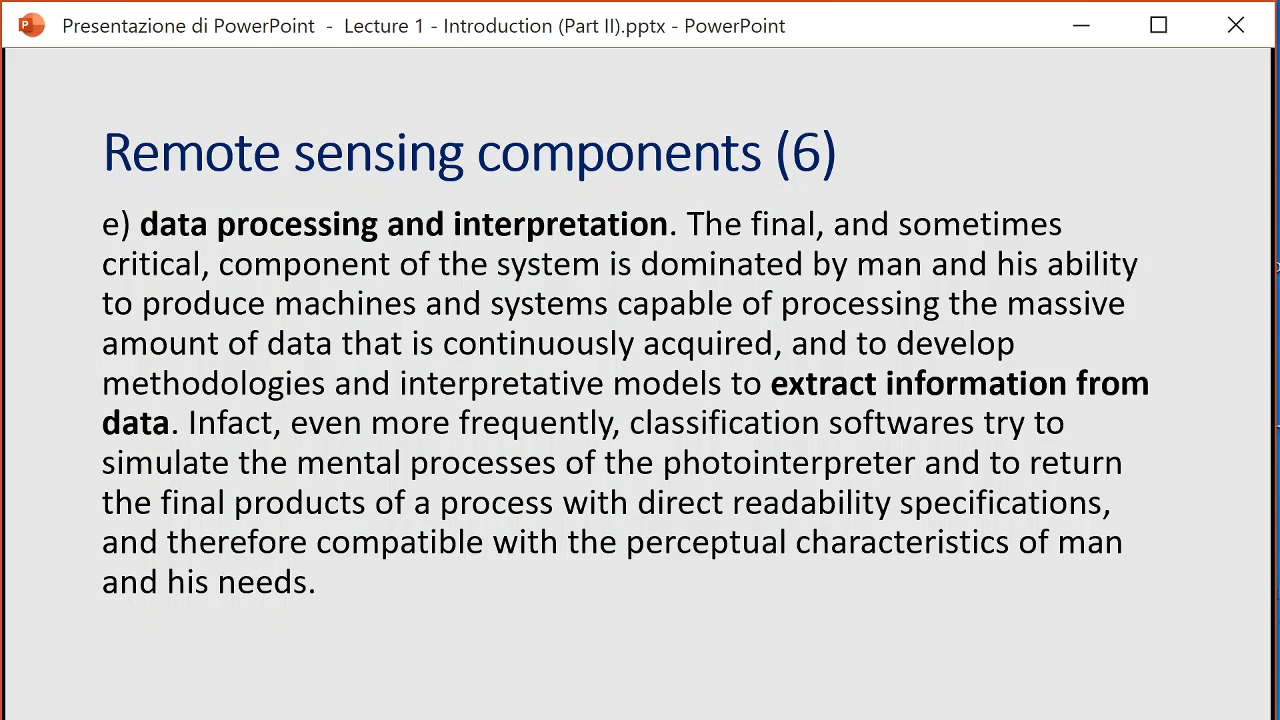 Presentazione di PowerPoint - Lecture 1 - Introduction (Part II).pptx - PowerPoint
Remote sensing components (6)
e) data processing and interpretation. The final, and sometimes
critical, component of the system is dominated by man and his ability
to produce machines and systems capable of processing the massive
amount of data that is continuously acquired, and to develop
methodologies and interpretative models to extract information from
data. Infact, even more frequently, classification softwares try to
simulate the mental processes of the photointerpreter and to return
the final products of a process with direct readability specifications,
and therefore compatible with the perceptual characteristics of man
and his needs.